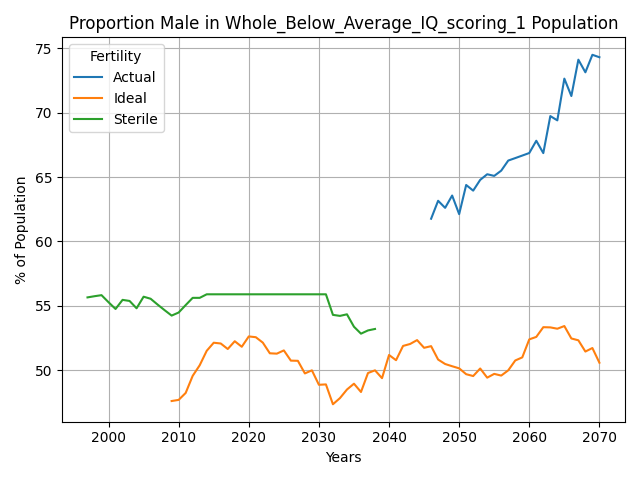 Proportion Male in Whole_Below_Average_IQ_scoring_1 Population
Fertility
Actual
Ideal
Sterile
% of Population
75
70
65
60
55
50
2000 2010 2020 2030 2040 2050 2060 2070
Years